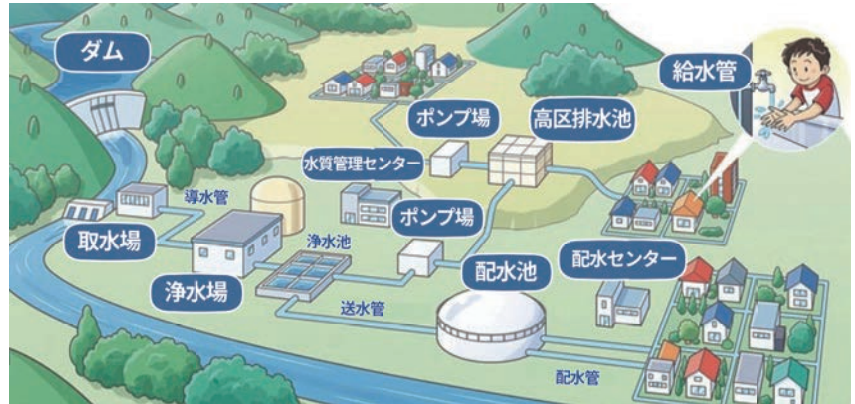 ダム
給水管
ポンプ場
高区排水池
水質管理センター
導水管
ポンプ場
取水場
浄水池
配水池
配水センター
浄水場
送水管
配水管